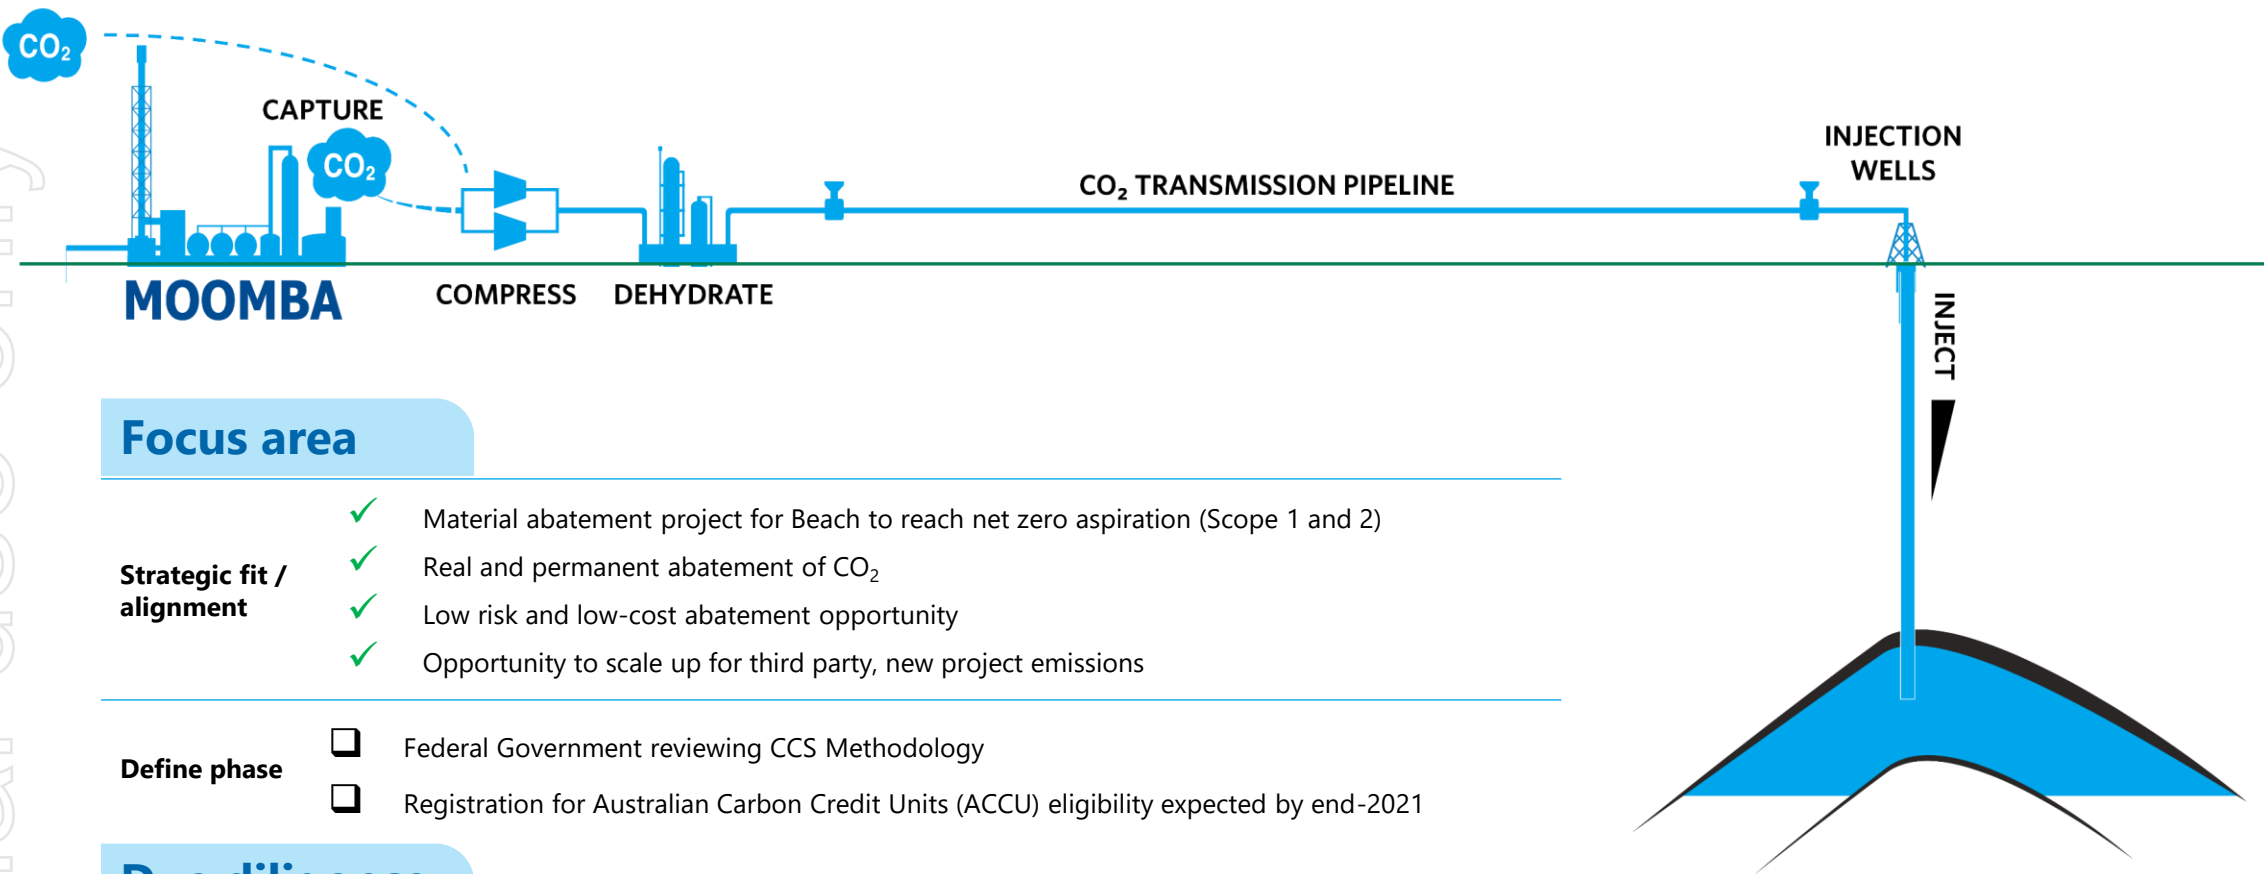 CO₂
CAPTURE
CO₂
INJECTION
WELLS
CO₂ TRANSMISSION PIPELINE
MOOMBA
COMPRESS
DEHYDRATE
INJECT
Focus area
Strategic fit /
alignment
Material abatement project for Beach to reach net zero aspiration (Scope 1 and 2)
Real and permanent abatement of CO₂
Low risk and low-cost abatement opportunity
Opportunity to scale up for third party, new project emissions
Define phase
Federal Government reviewing CCS Methodology
Registration for Australian Carbon Credit Units (ACCU) eligibility expected by end-2021